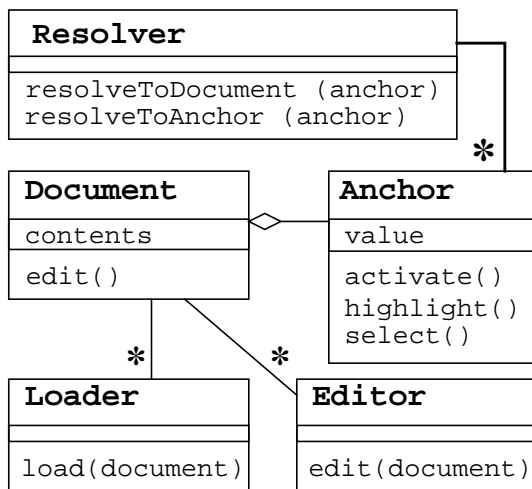 Resolver
resolveToDocument (anchor)
resolveToAnchor (anchor)
*
Document
contents
edit()
Anchor
value
activate()
highlight()
select()
*
*
Loader
load(document)
Editor
edit(document)